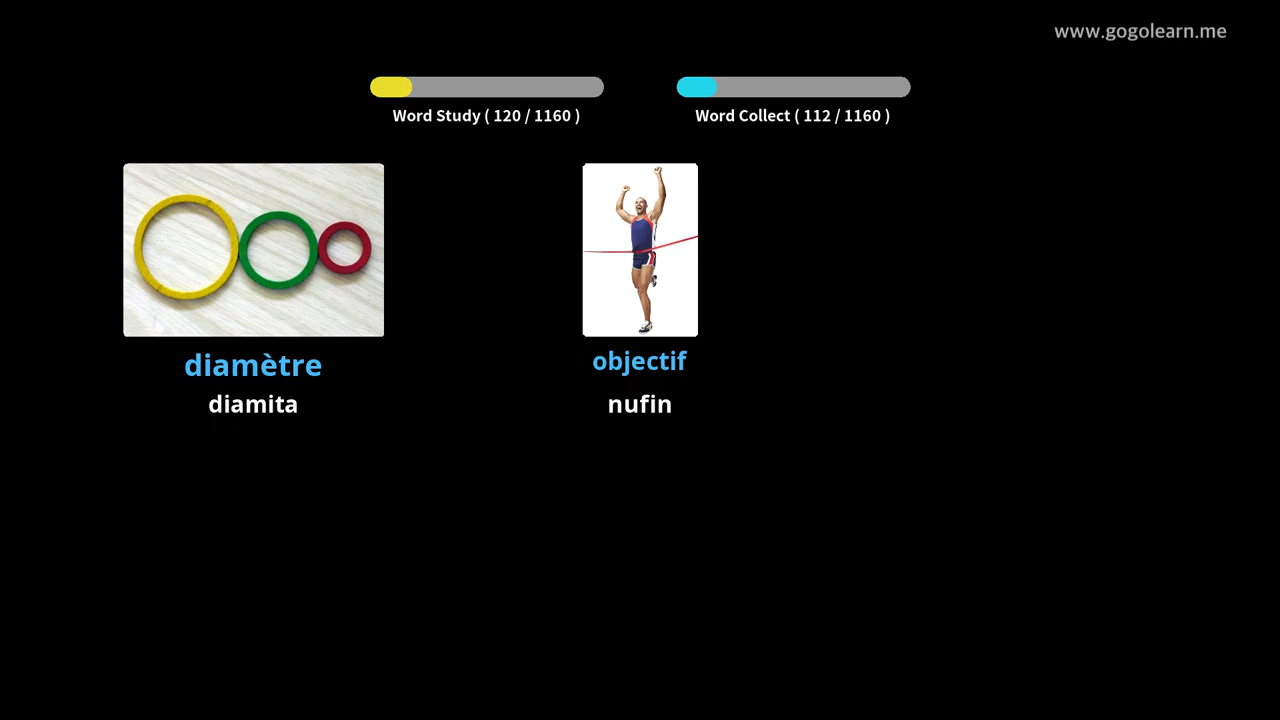 www.gogolearn.me
Word Study ( 120 / 1160 )
Word Collect ( 112 / 1160 )
diamètre
diamita
objectif
nufin